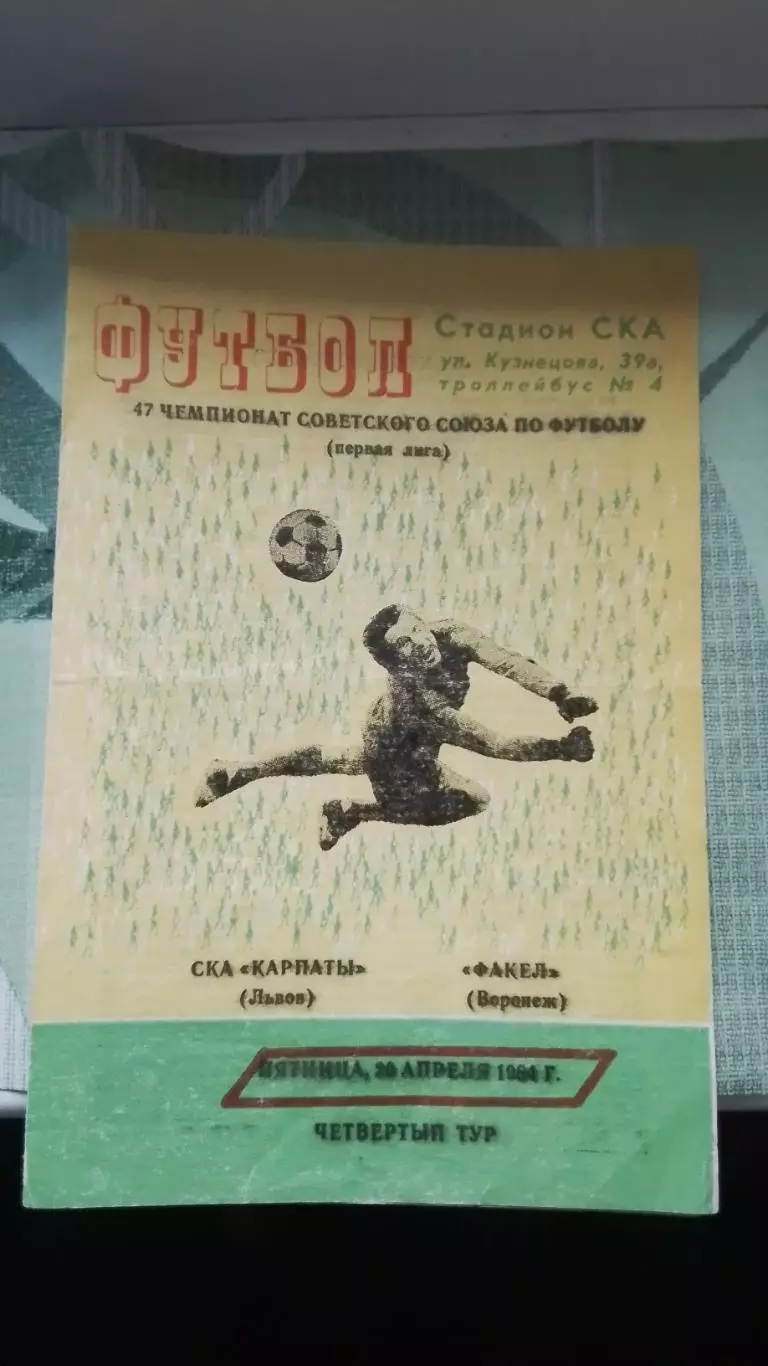 ФУТБОЛ
Стадион СКА
ул. Кузнецова, 39а,
троллейбус № 4
47 ЧЕМПИОНАТ СОВЕТСКОГО СОЮЗА ПО ФУТБОЛУ
(первая лига)
СКА «КАРПАТЫ»
(Львов)
«ФАКЕЛ»
(Воронеж)
ПЯТНИЦА, 20 АПРЕЛЯ 1984 Г.
ЧЕТВЕРТЫЙ ТУР